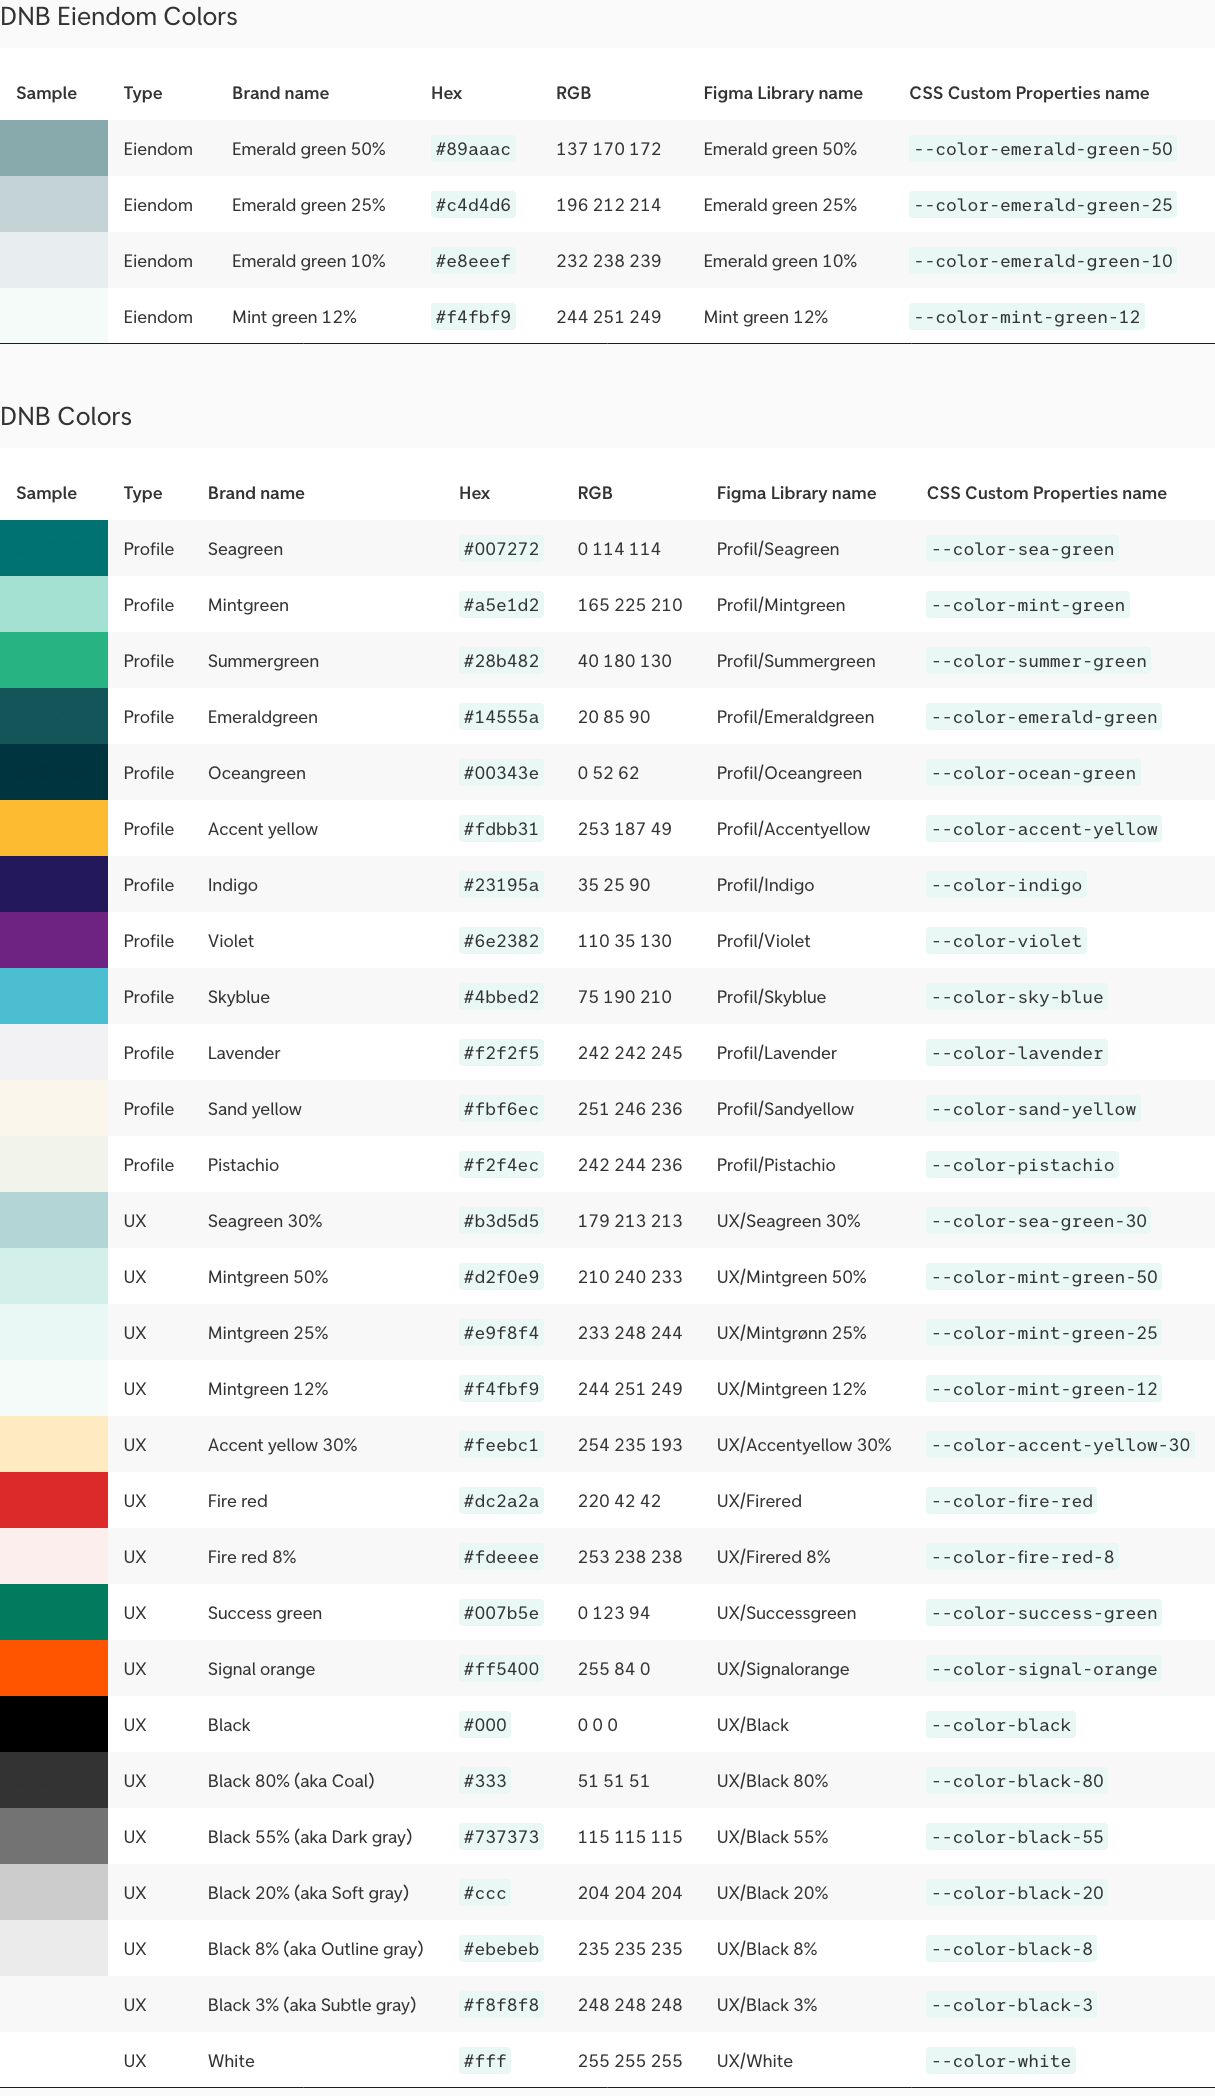 DNB Eiendom Colors
Sample Type Brand name Hex RGB Figma Library name CSS Custom Properties name
Eiendom Emerald green 50% #89aaac 137 170 172 Emerald green 50% --color-emerald-green-50
Eiendom Emerald green 25% #c4d4d6 196 212 214 Emerald green 25% --color-emerald-green-25
Eiendom Emerald green 10% #e8eeef 232 238 239 Emerald green 10% --color-emerald-green-10
Eiendom Mint green 12% #f4fbf9 244 251 249 Mint green 12% --color-mint-green-12
DNB Colors
Sample Type Brand name Hex RGB Figma Library name CSS Custom Properties name
Profile Seagreen #007272 0 114 114 Profil/Seagreen --color-sea-green
Profile Mintgreen #a5e1d2 165 225 210 Profil/Mintgreen --color-mint-green
Profile Summergreen #28b482 40 180 130 Profil/Summergreen --color-summer-green
Profile Emeraldgreen #14555a 20 85 90 Profil/Emeraldgreen --color-emerald-green
Profile Oceangreen #00343e 0 52 62 Profil/Oceangreen --color-ocean-green
Profile Accent yellow #fdbb31 253 187 49 Profil/Accentyellow --color-accent-yellow
Profile Indigo #23195a 35 25 90 Profil/Indigo --color-indigo
Profile Violet #6e2382 110 35 130 Profil/Violet --color-violet
Profile Skyblue #4bbed2 75 190 210 Profil/Skyblue --color-sky-blue
Profile Lavender #f2f2f5 242 242 245 Profil/Lavender --color-lavender
Profile Sand yellow #fbf6ec 251 246 236 Profil/Sandyellow --color-sand-yellow
Profile Pistachio #f2f4ec 242 244 236 Profil/Pistachio --color-pistachio
UX Seagreen 30% #b3d5d5 179 213 213 UX/Seagreen 30% --color-sea-green-30
UX Mintgreen 50% #d2f0e9 210 240 233 UX/Mintgreen 50% --color-mint-green-50
UX Mintgreen 25% #e9f8f4 233 248 244 UX/Mintgrønn 25% --color-mint-green-25
UX Mintgreen 12% #f4fbf9 244 251 249 UX/Mintgreen 12% --color-mint-green-12
UX Accent yellow 30% #feebc1 254 235 193 UX/Accentyellow 30% --color-accent-yellow-30
UX Fire red #dc2a2a 220 42 42 UX/Firered --color-fire-red
UX Fire red 8% #fdeeee 253 238 238 UX/Firered 8% --color-fire-red-8
UX Success green #007b5e 0 123 94 UX/Successgreen --color-success-green
UX Signal orange #ff5400 255 84 0 UX/Signalorange --color-signal-orange
UX Black #000 0 0 0 UX/Black --color-black
UX Black 80% (aka Coal) #333 51 51 51 UX/Black 80% --color-black-80
UX Black 55% (aka Dark gray) #737373 115 115 115 UX/Black 55% --color-black-55
UX Black 20% (aka Soft gray) #ccc 204 204 204 UX/Black 20% --color-black-20
UX Black 8% (aka Outline gray) #ebebeb 235 235 235 UX/Black 8% --color-black-8
UX Black 3% (aka Subtle gray) #f8f8f8 248 248 248 UX/Black 3% --color-black-3
UX White #fff 255 255 255 UX/White --color-white